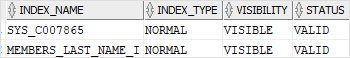 INDEX_NAME INDEX_TYPE VISIBILITY STATUS
SYS_C007865 NORMAL VISIBLE VALID
MEMBERS_LAST_NAME_I NORMAL VISIBLE VALID